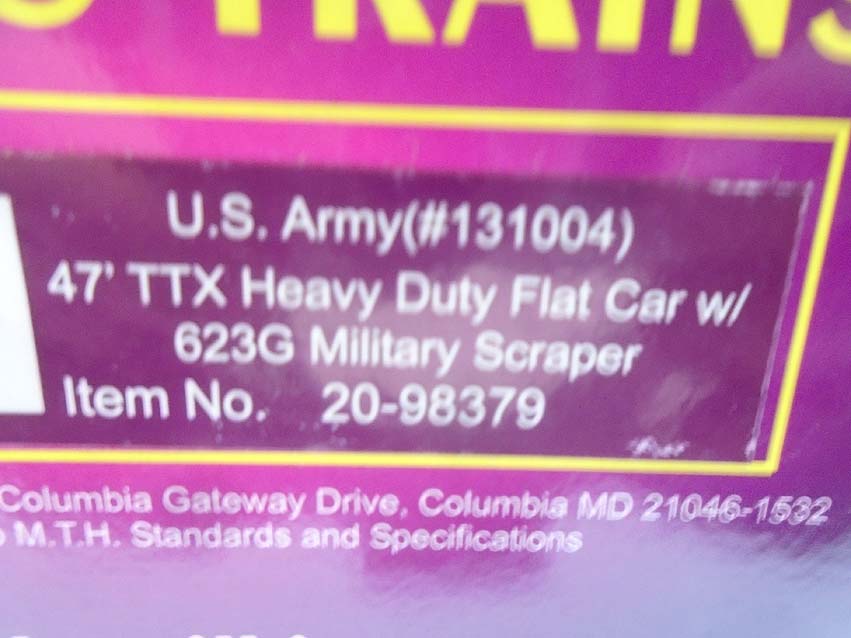 TRAINS
U.S. Army(#131004)
47' TTX Heavy Duty Flat Car w/
623G Military Scraper
Item No. 20-98379
Columbia Gateway Drive, Columbia MD 21046-1532
M.T.H. Standards and Specifications